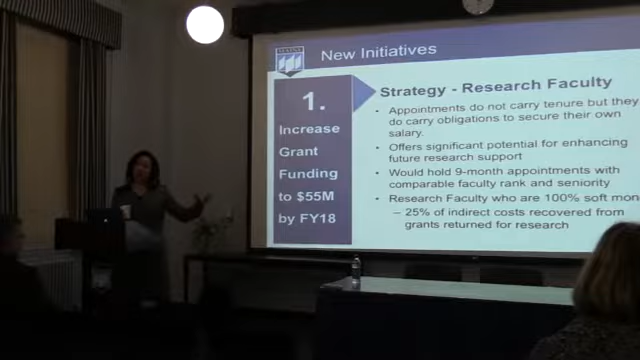 New Initiatives
1.
Increase
Grant
Funding
to $55M
by FY18
Strategy - Research Faculty
• Appointments do not carry tenure but they
do carry obligations to secure their own
salary.
• Offers significant potential for enhancing
future research support
• Would hold 9-month appointments with
comparable faculty rank and seniority
• Research Faculty who are 100% soft mon
– 25% of indirect costs recovered from
grants returned for research